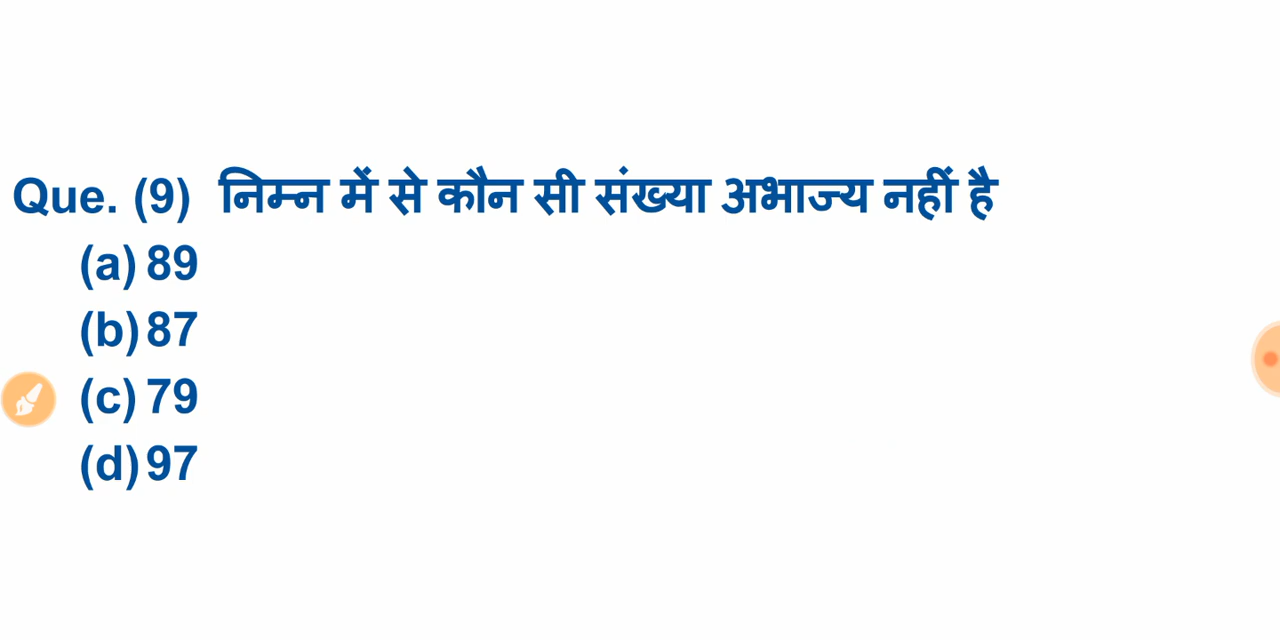 Que. (9) निम्न में से कौन सी संख्या अभाज्य नहीं है
(a) 89
(b) 87
(c) 79
(d) 97